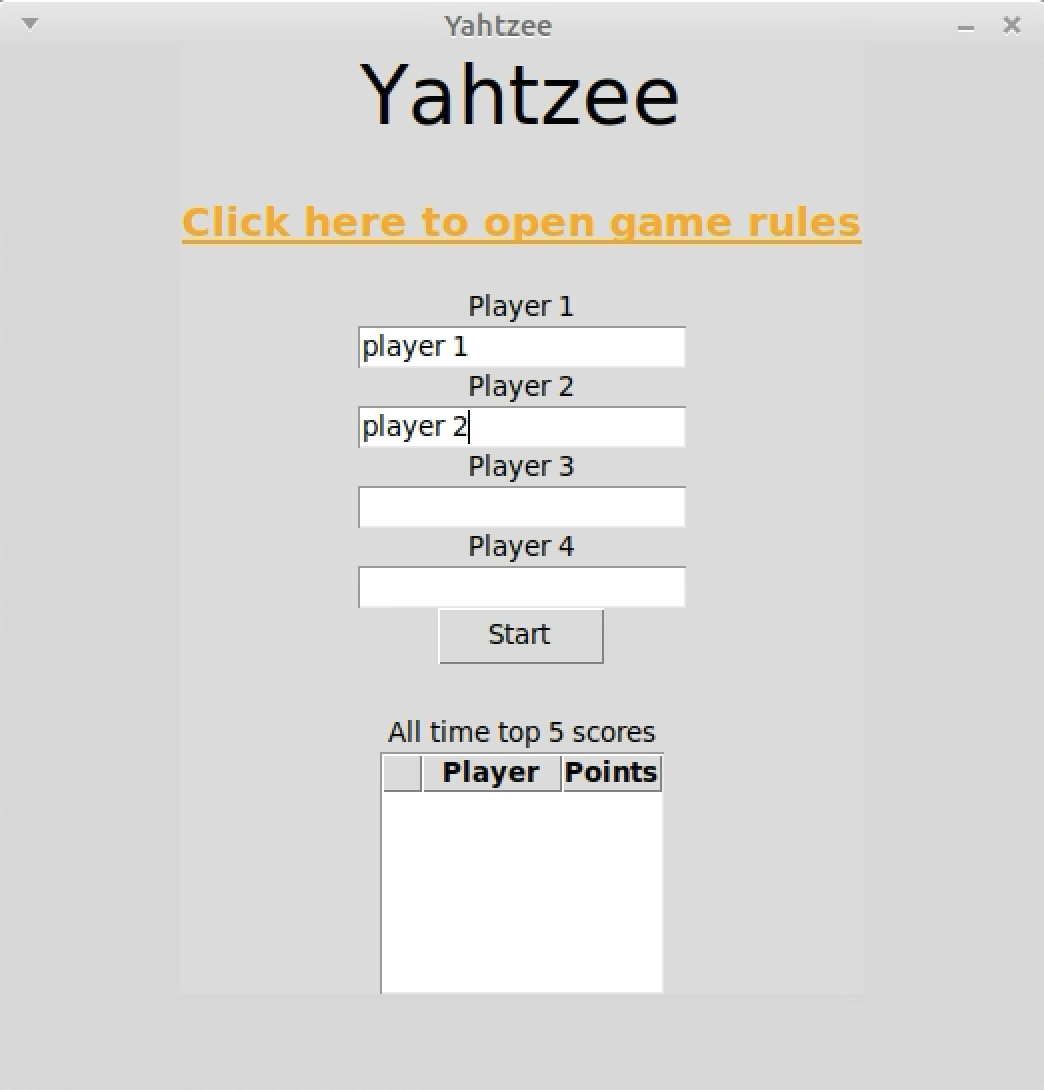 Yahtzee
Yahtzee
Click here to open game rules
Player 1
player 1
Player 2
player 2
Player 3
Player 4
Start
All time top 5 scores
Player Points